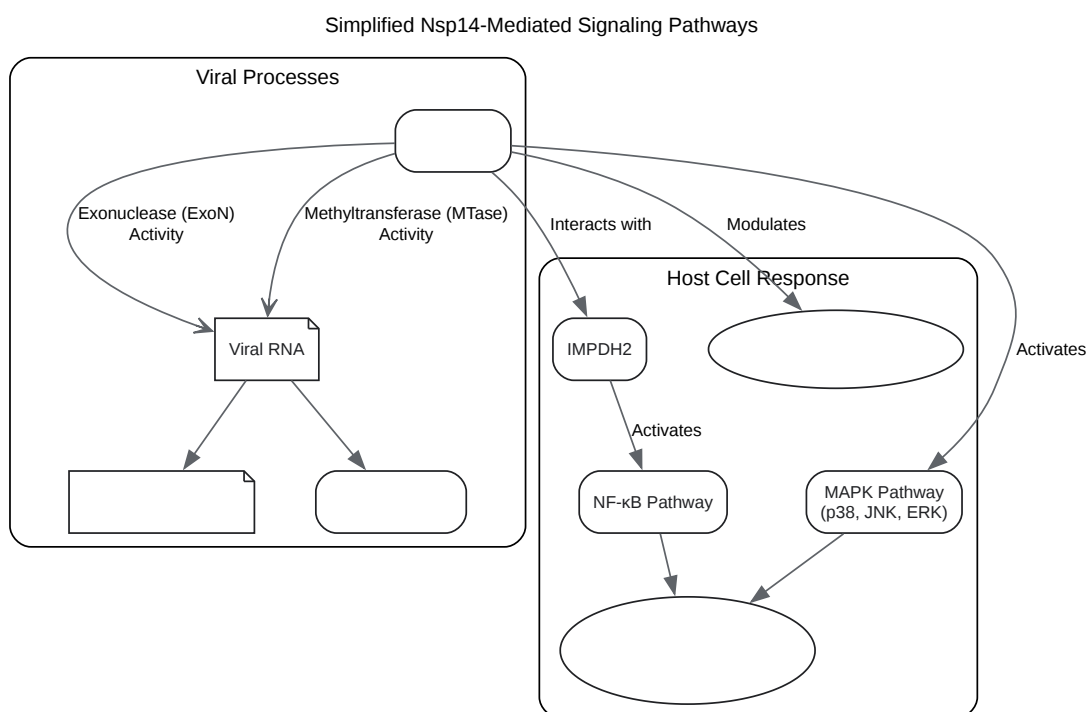 Simplified Nsp14-Mediated Signaling Pathways
Viral Processes
Exonuclease (ExoN)
Activity
Methyltransferase (MTase)
Activity
Interacts with
Modulates
Host Cell Response
Viral RNA
IMPDH2
Activates
Activates
NF-κB Pathway
MAPK Pathway
(p38, JNK, ERK)